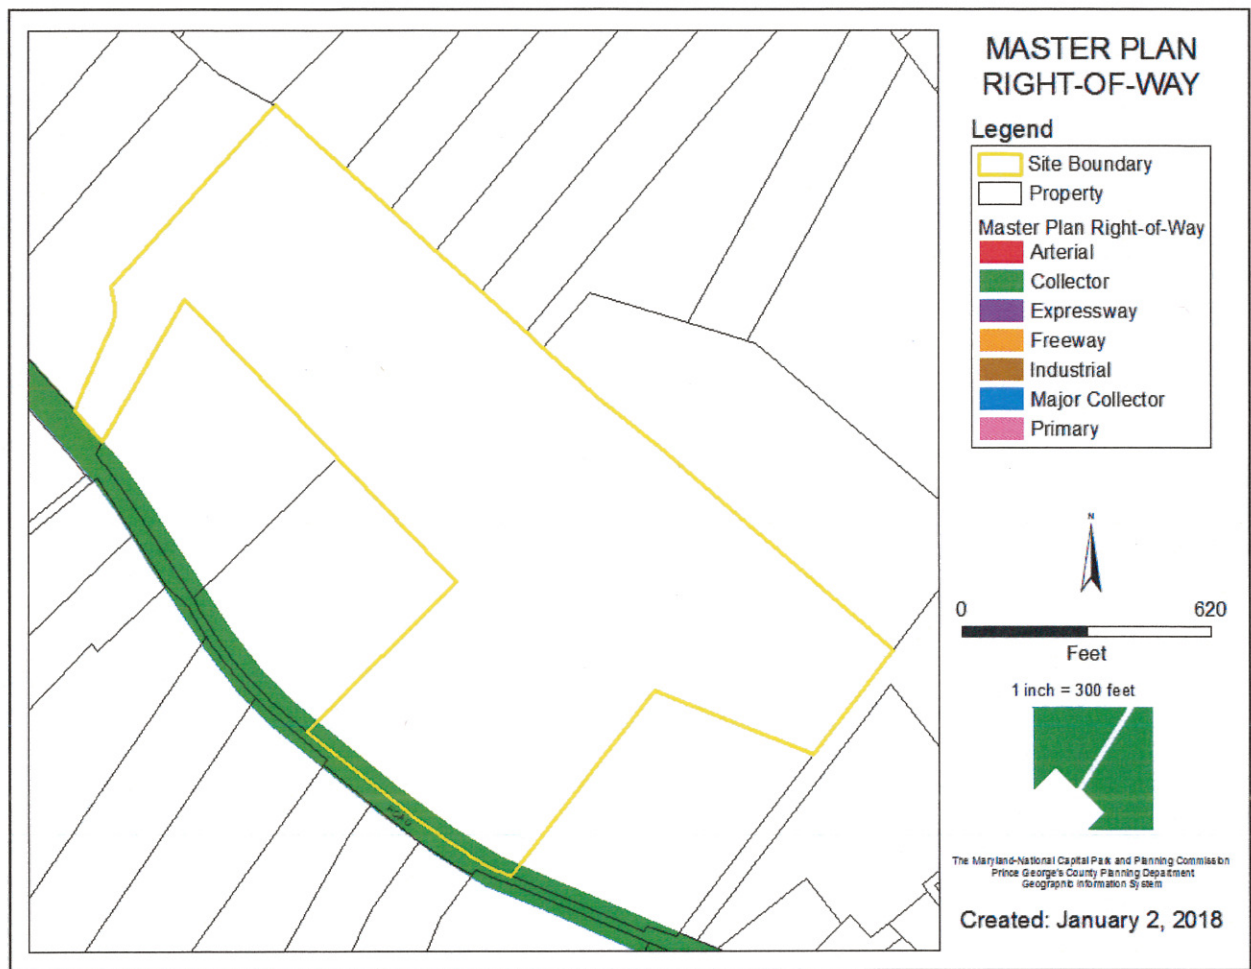 MASTER PLAN
RIGHT-OF-WAY
Legend
Site Boundary
Property
Master Plan Right-of-Way
Arterial
Collector
Expressway
Freeway
Industrial
Major Collector
Primary
N
0 620
Feet
1 inch = 300 feet
The Maryland-National Capital Park and Planning Commission
Prince George's County Planning Department
Geographic Information System
Created: January 2, 2018